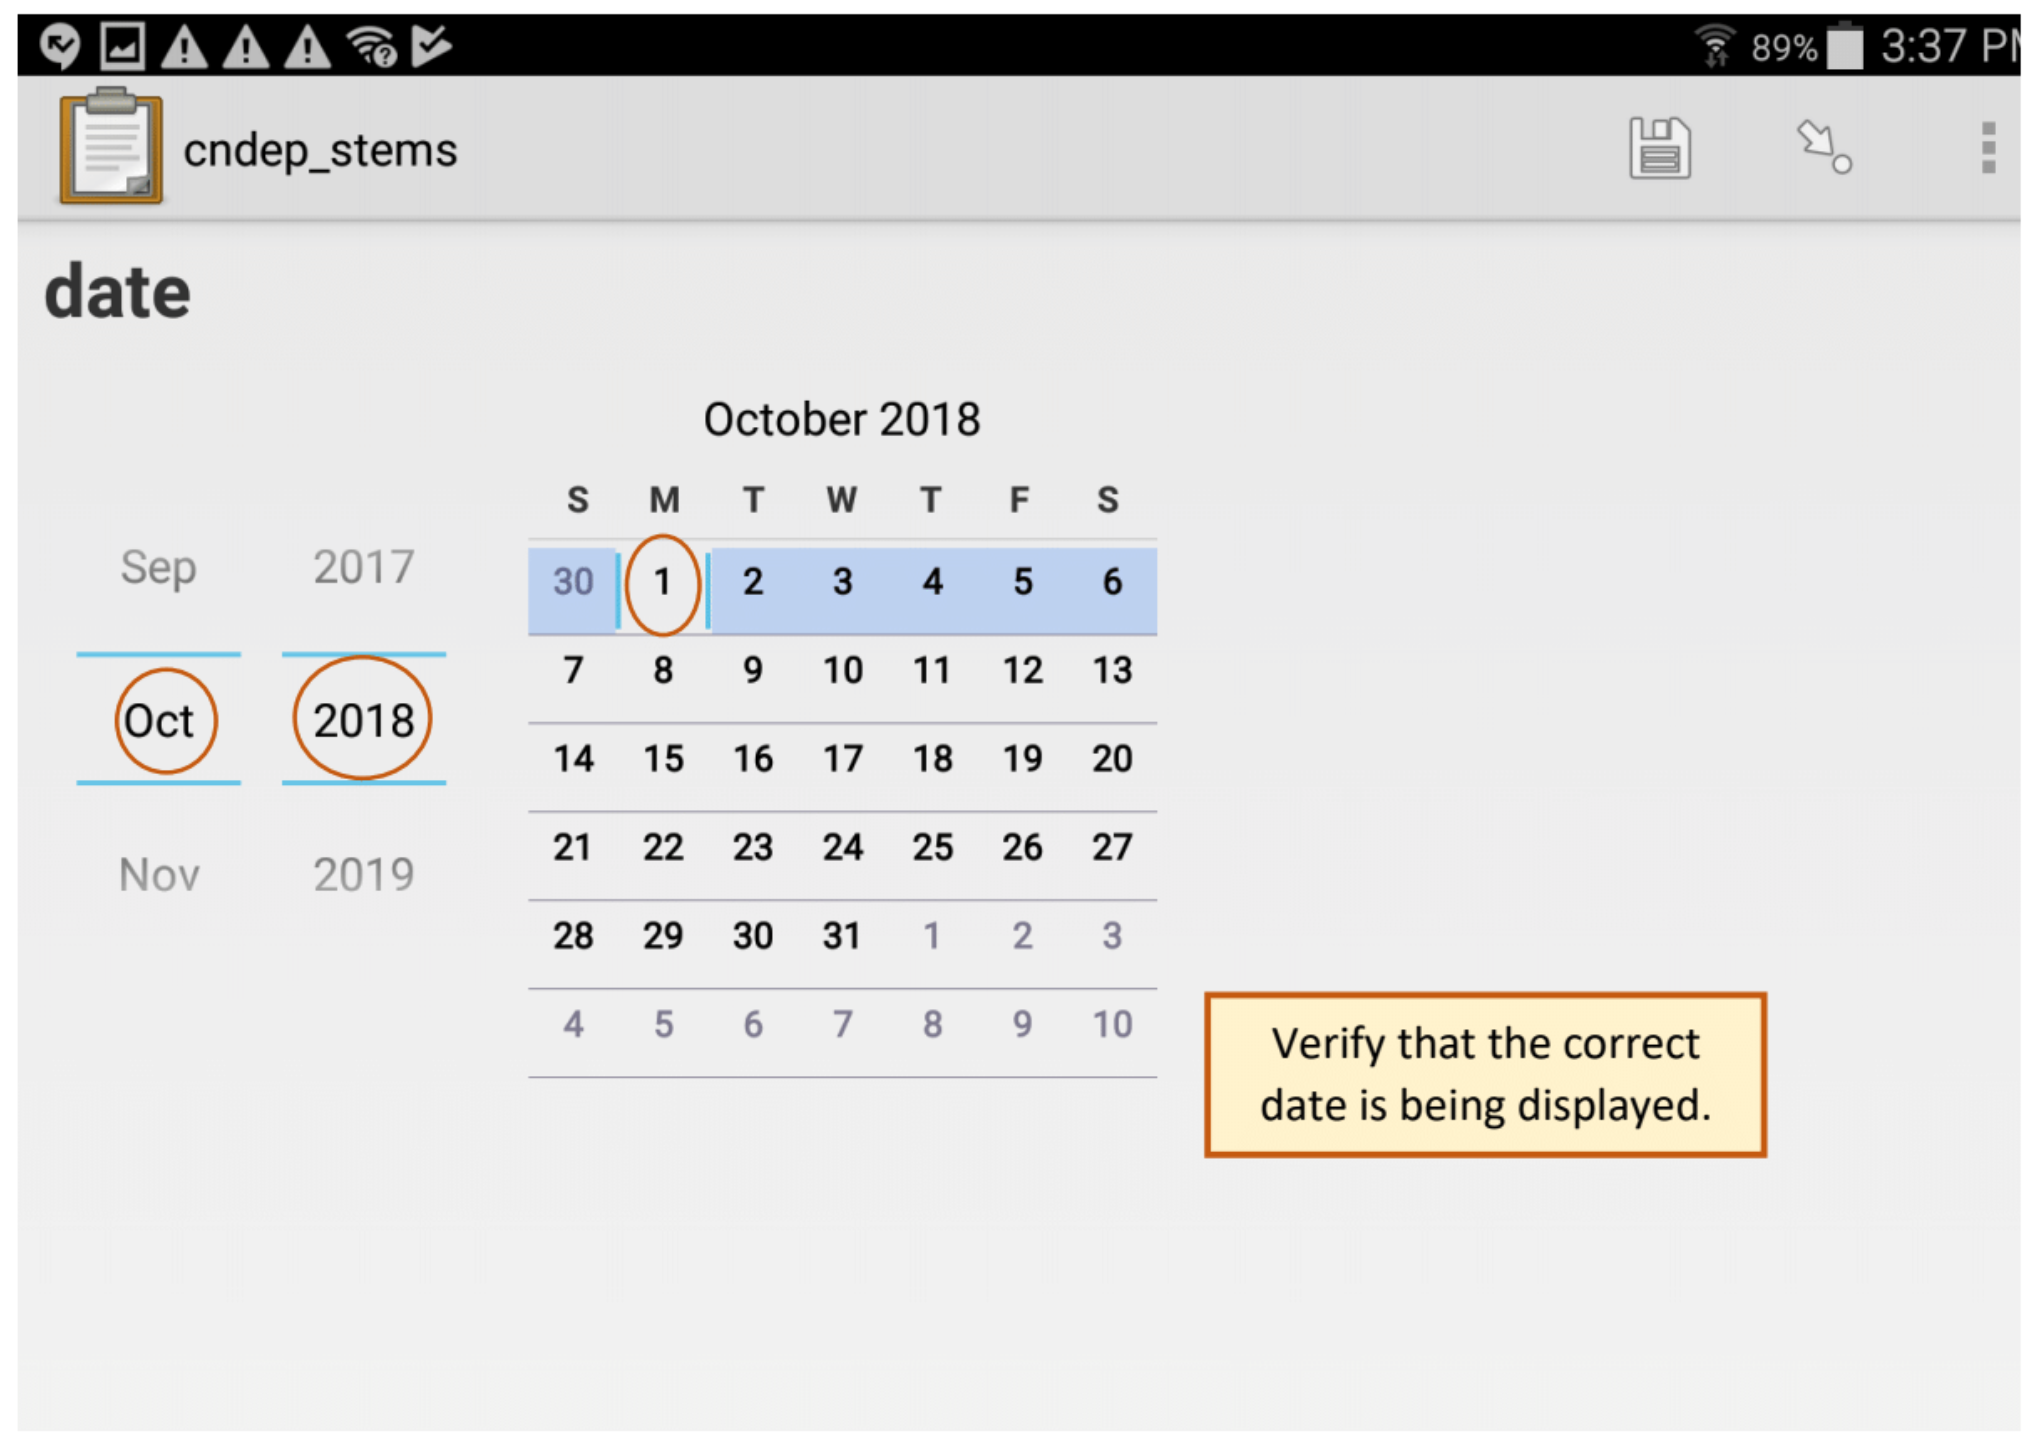 89% 3:37 PM
cndep_stems
date
October 2018
S M T W T F S
Sep 2017
30 1 2 3 4 5 6
7 8 9 10 11 12 13
Oct 2018
14 15 16 17 18 19 20
21 22 23 24 25 26 27
Nov 2019
28 29 30 31 1 2 3
4 5 6 7 8 9 10
Verify that the correct
date is being displayed.